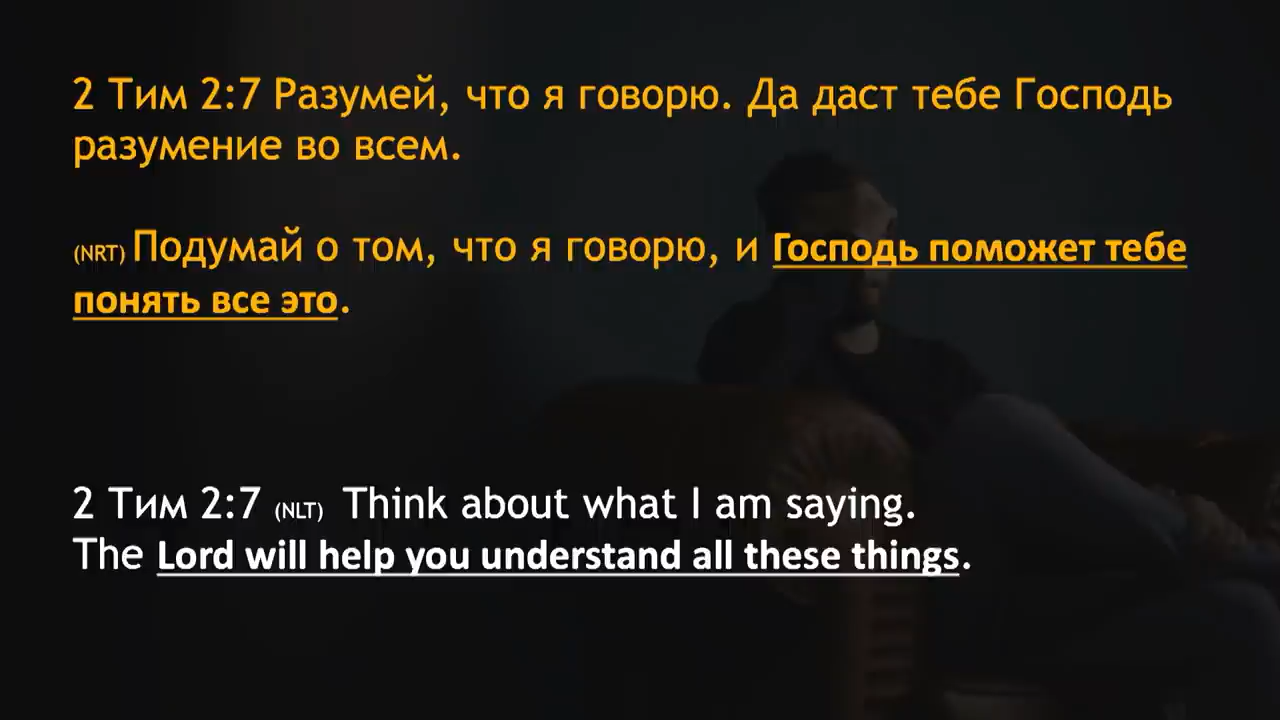 2 Тим 2:7 Разумей, что я говорю. Да даст тебе Господь
разумение во всем.
(NRT) Подумай о том, что я говорю, и Господь поможет тебе
понять все это.
2 Тим 2:7 (NLT) Think about what I am saying.
The Lord will help you understand all these things.